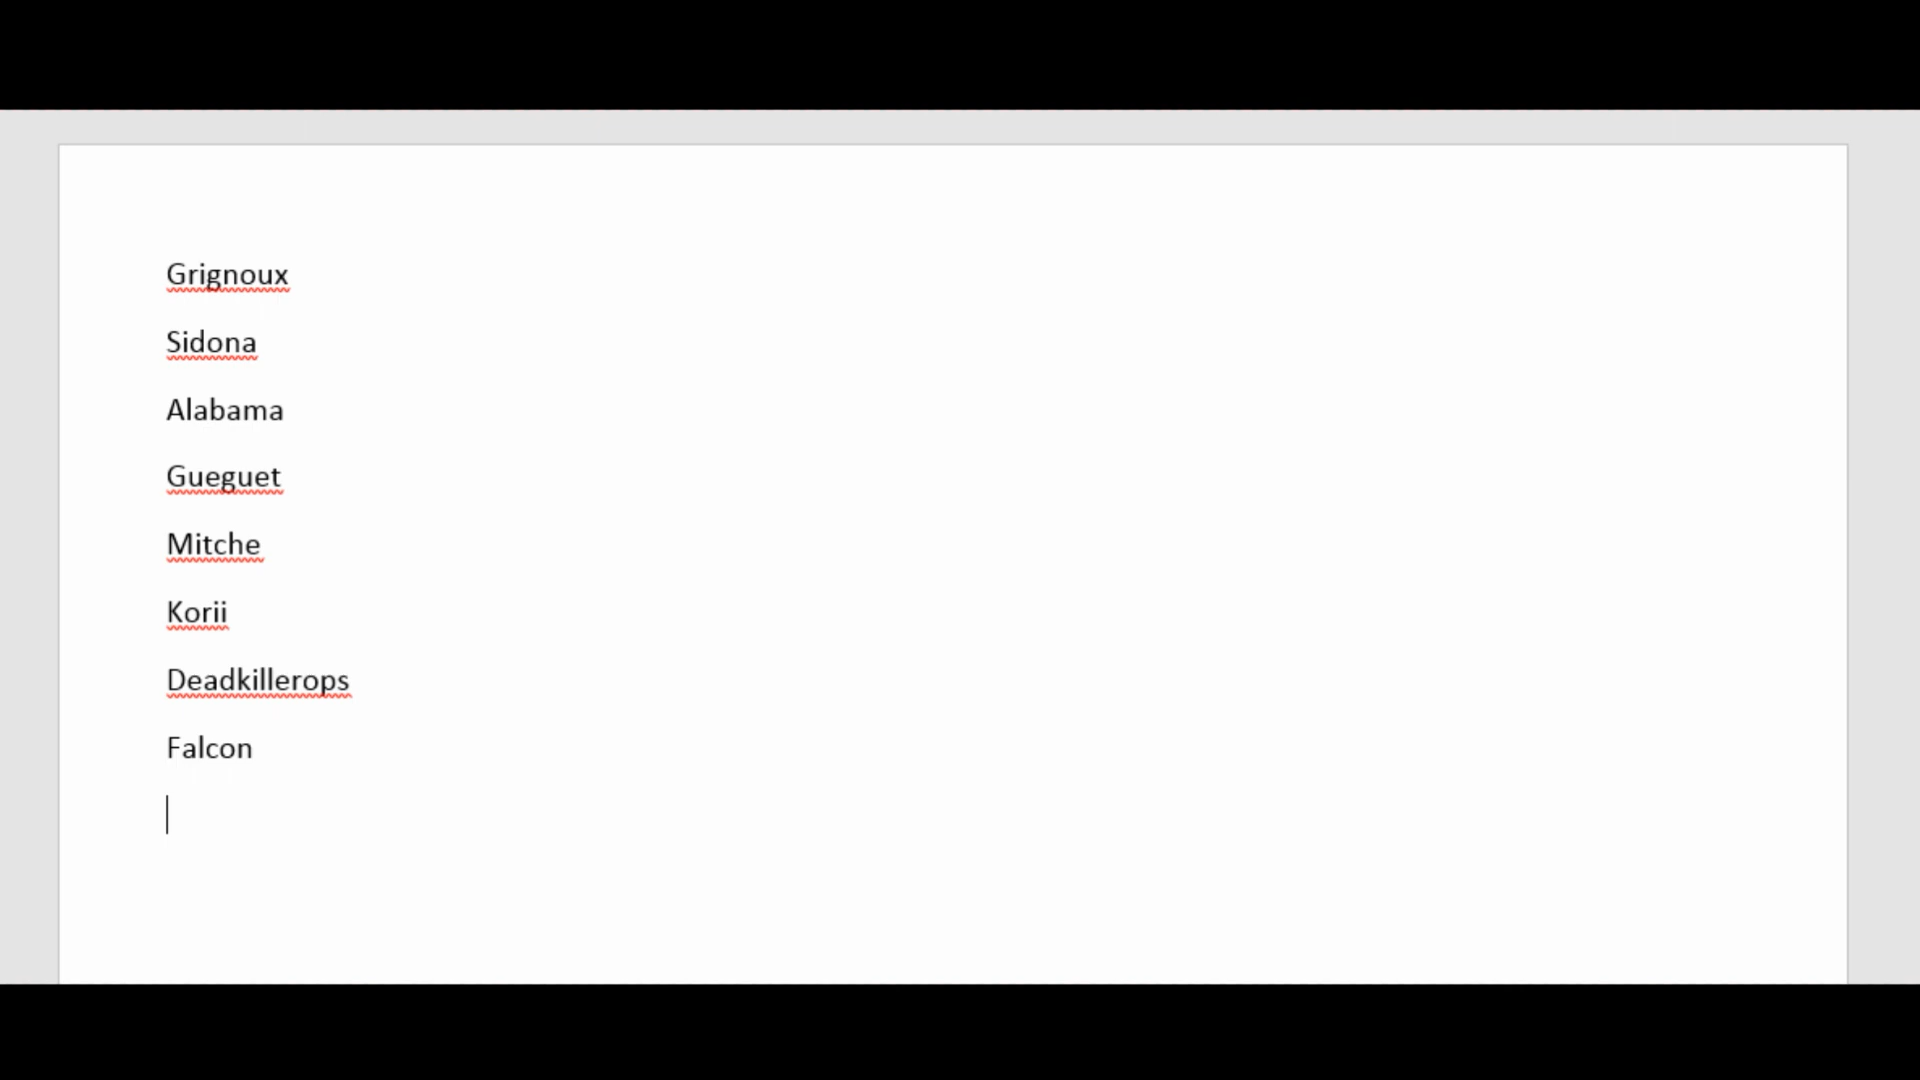 Grignoux
Sidona
Alabama
Gueguet
Mitche
Korii
Deadkillerops
Falcon